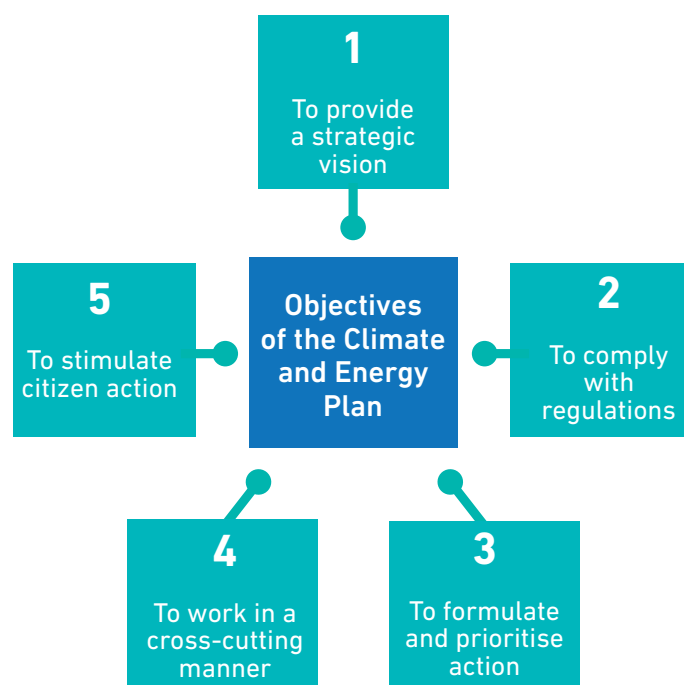 1
To provide
a strategic
vision
Objectives
of the Climate
and Energy
Plan
2
To comply
with
regulations
3
To formulate
and prioritise
action
4
To work in a
cross-cutting
manner
5
To stimulate
citizen action